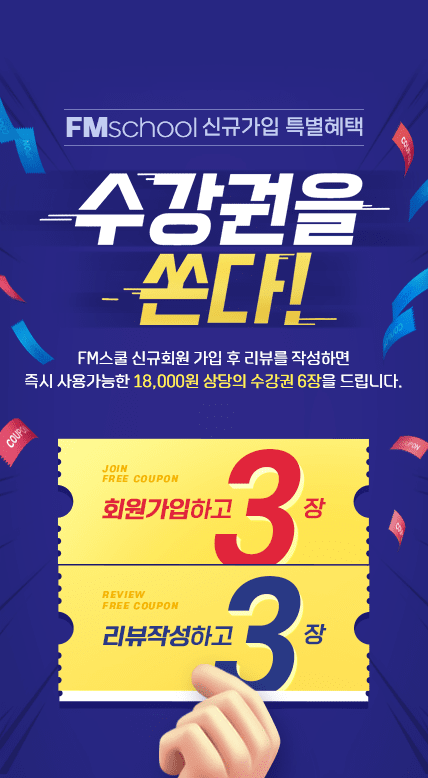 FMschool 신규가입 특별혜택
수강권을
쏜다!
FM스쿨 신규회원 가입 후 리뷰를 작성하면
즉시 사용가능한 18,000원 상당의 수강권 6장을 드립니다.
COUPON
JOIN
FREE COUPON
회원가입하고 3장
REVIEW
FREE COUPON
리뷰작성하고 3장